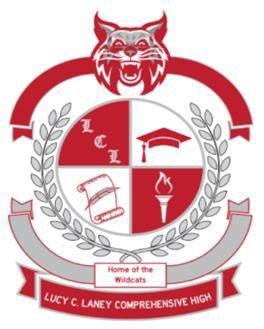 L
C
L
Home of the
Wildcats
LUCY C. LANEY COMPREHENSIVE HIGH